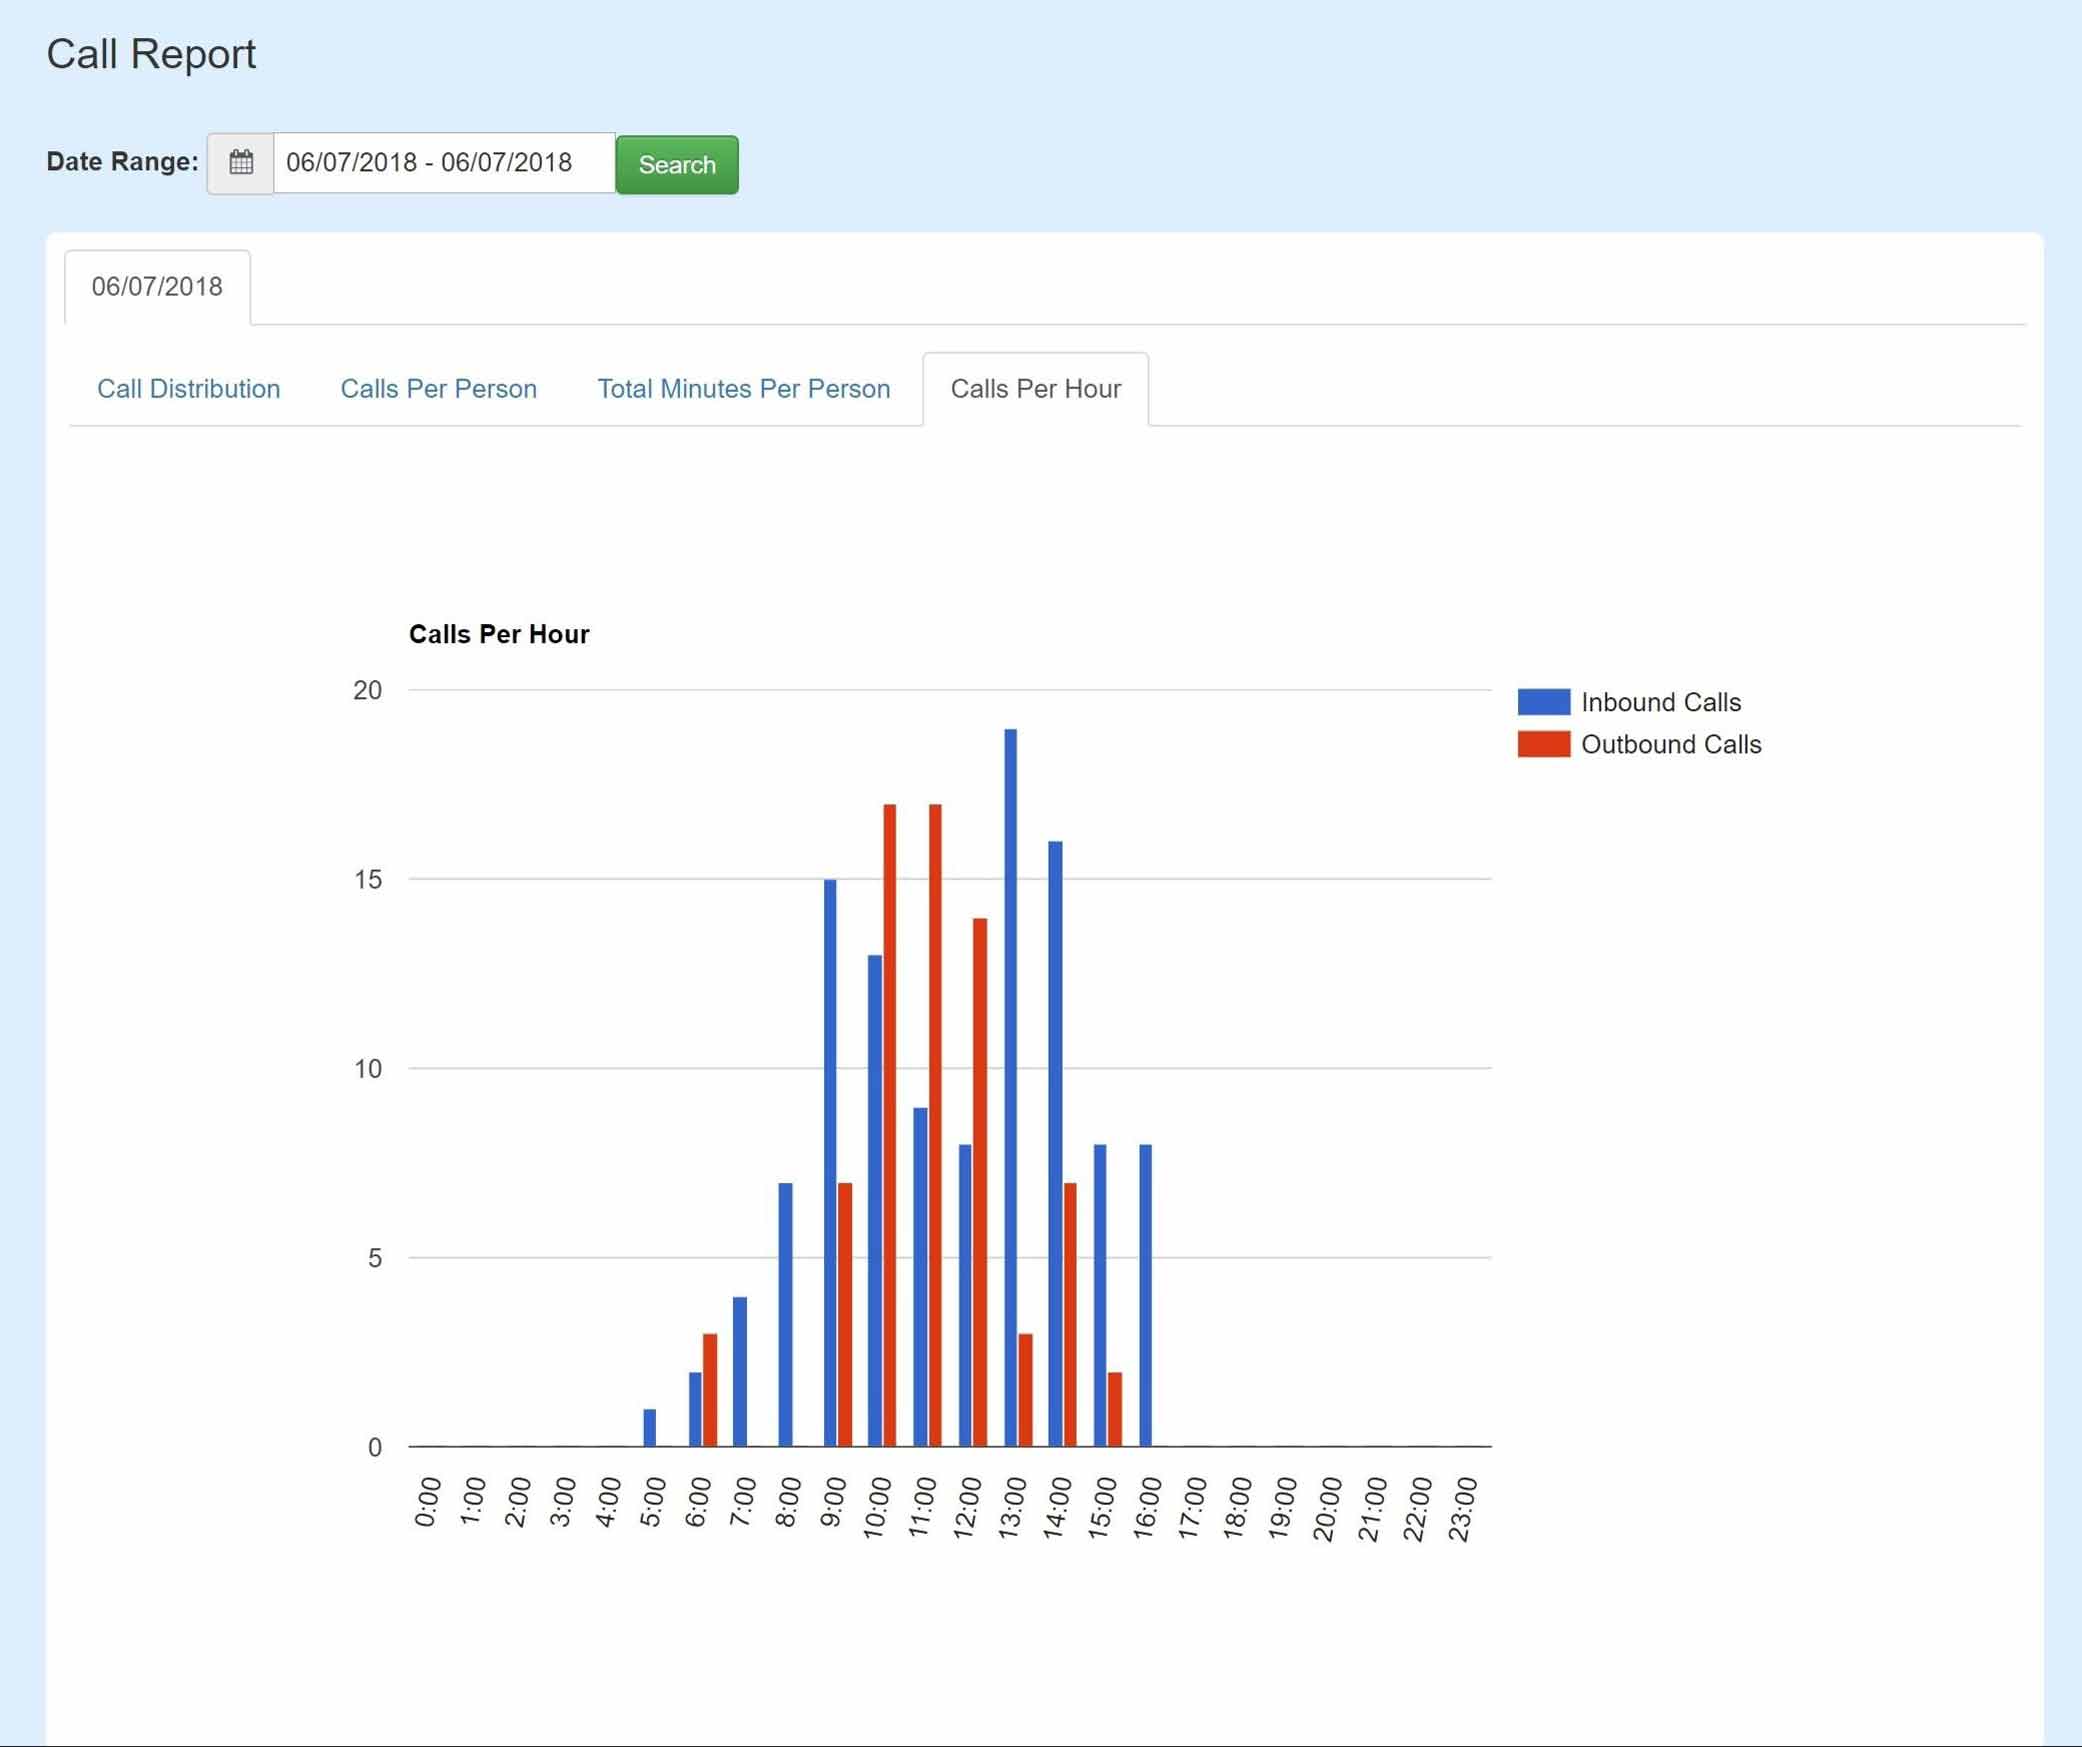 Call Report
Date Range: 06/07/2018 - 06/07/2018 Search
06/07/2018
Call Distribution Calls Per Person Total Minutes Per Person Calls Per Hour
Calls Per Hour
20
15
10
5
0
Inbound Calls
Outbound Calls
0:00 1:00 2:00 3:00 4:00 5:00 6:00 7:00 8:00 9:00 10:00 11:00 12:00 13:00 14:00 15:00 16:00 17:00 18:00 19:00 20:00 21:00 22:00 23:00